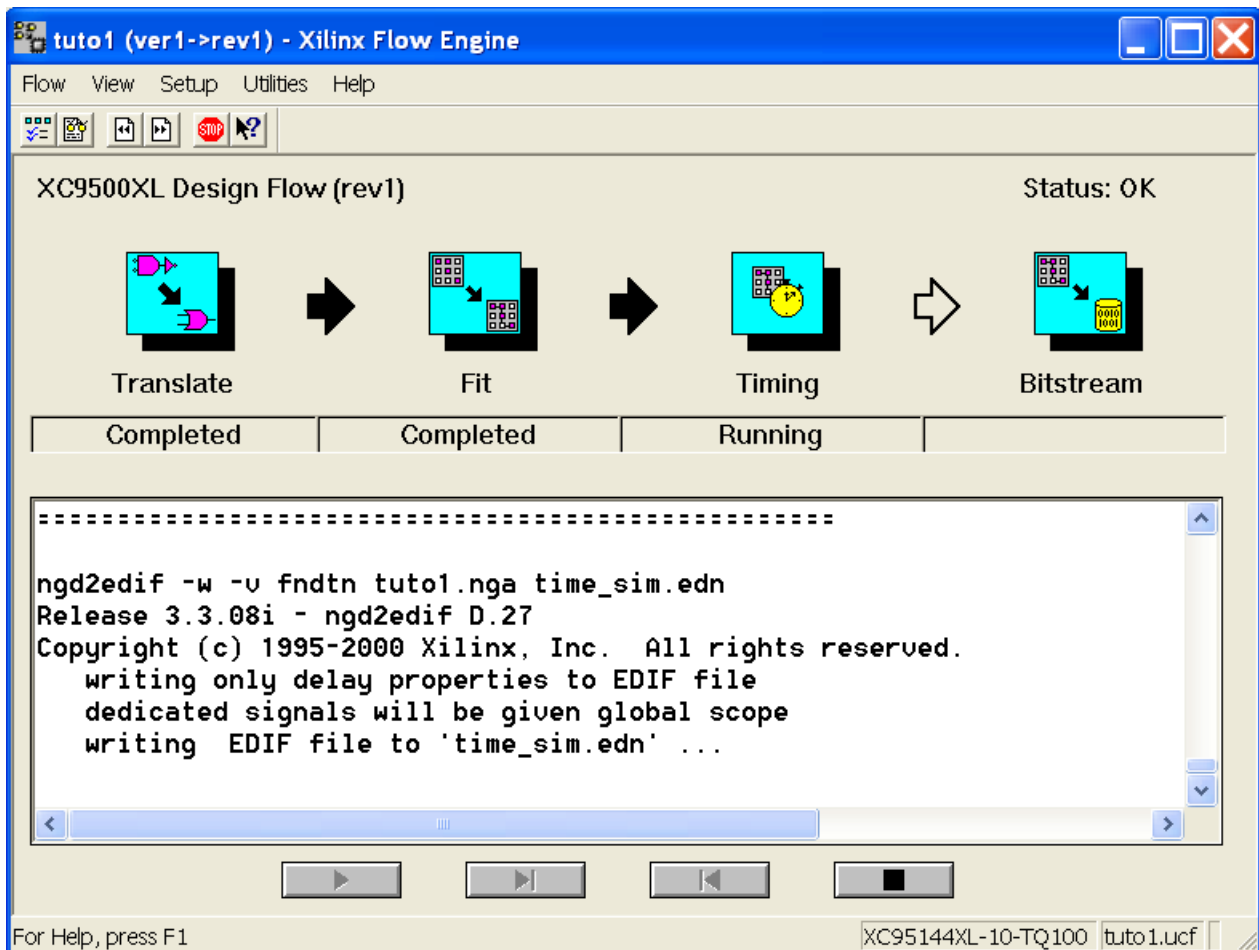 tuto1 (ver1->rev1) - Xilinx Flow Engine
Flow View Setup Utilities Help
STOP ?
XC9500XL Design Flow (rev1) Status: OK
0010
1001
Translate Fit Timing Bitstream
Completed Completed Running
==================================================
ngd2edif -w -v fndtn tuto1.nga time_sim.edn
Release 3.3.08i - ngd2edif D.27
Copyright (c) 1995-2000 Xilinx, Inc.  All rights reserved.
writing only delay properties to EDIF file
dedicated signals will be given global scope
writing  EDIF file to 'time_sim.edn' ...
For Help, press F1 XC95144XL-10-TQ100 tuto1.ucf